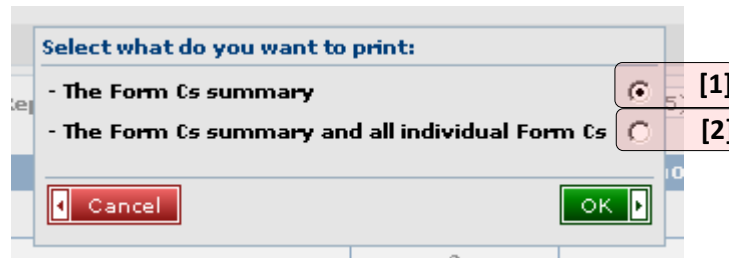 Select what do you want to print:
- The Form Cs summary [1]
- The Form Cs summary and all individual Form Cs [2]
Cancel OK